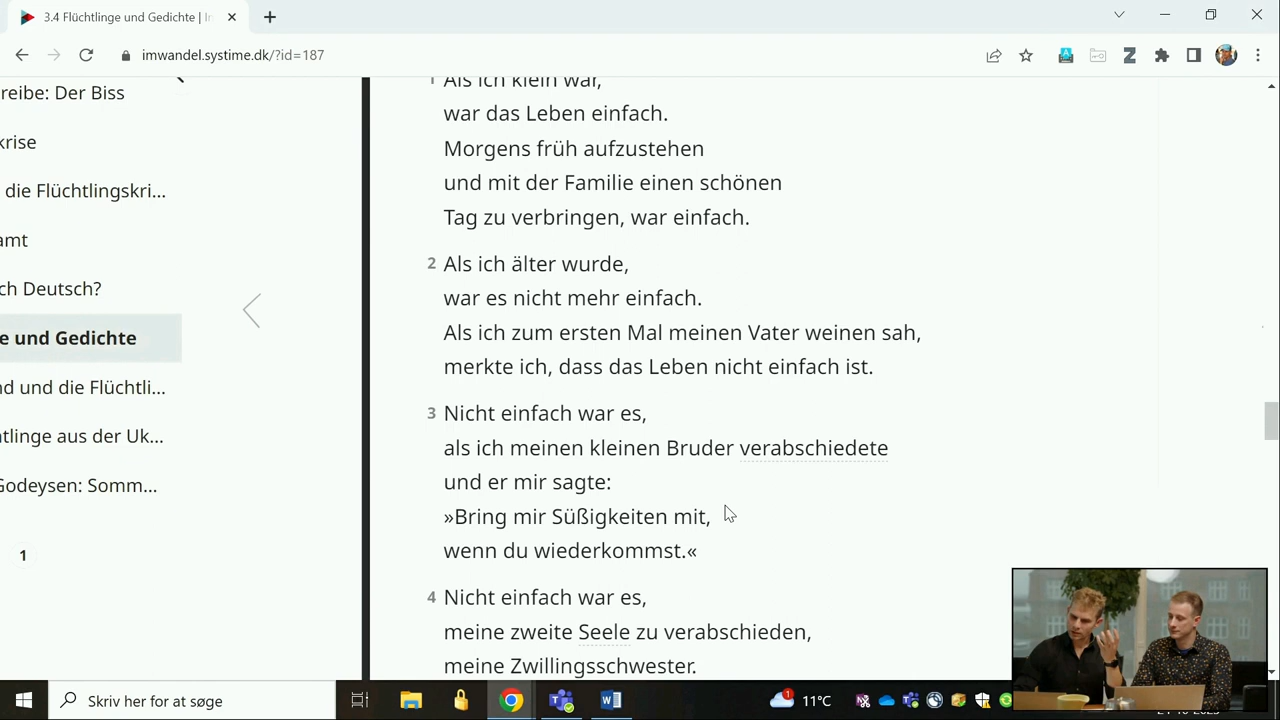 3.4 Flüchtlinge und Gedichte | In
imwandel.systime.dk/?id=187
reibe: Der Biss
krise
die Flüchtlingskri...
amt
ch Deutsch?
e und Gedichte
nd und die Flüchtli...
htlinge aus der Uk...
Godeysen: Somm...
1
1 Als ich klein war,
war das Leben einfach.
Morgens früh aufzustehen
und mit der Familie einen schönen
Tag zu verbringen, war einfach.
2 Als ich älter wurde,
war es nicht mehr einfach.
Als ich zum ersten Mal meinen Vater weinen sah,
merkte ich, dass das Leben nicht einfach ist.
3 Nicht einfach war es,
als ich meinen kleinen Bruder verabschiedete
und er mir sagte:
»Bring mir Süßigkeiten mit,
wenn du wiederkommst.«
4 Nicht einfach war es,
meine zweite Seele zu verabschieden,
meine Zwillingsschwester.
Skriv her for at søge
1
11°C